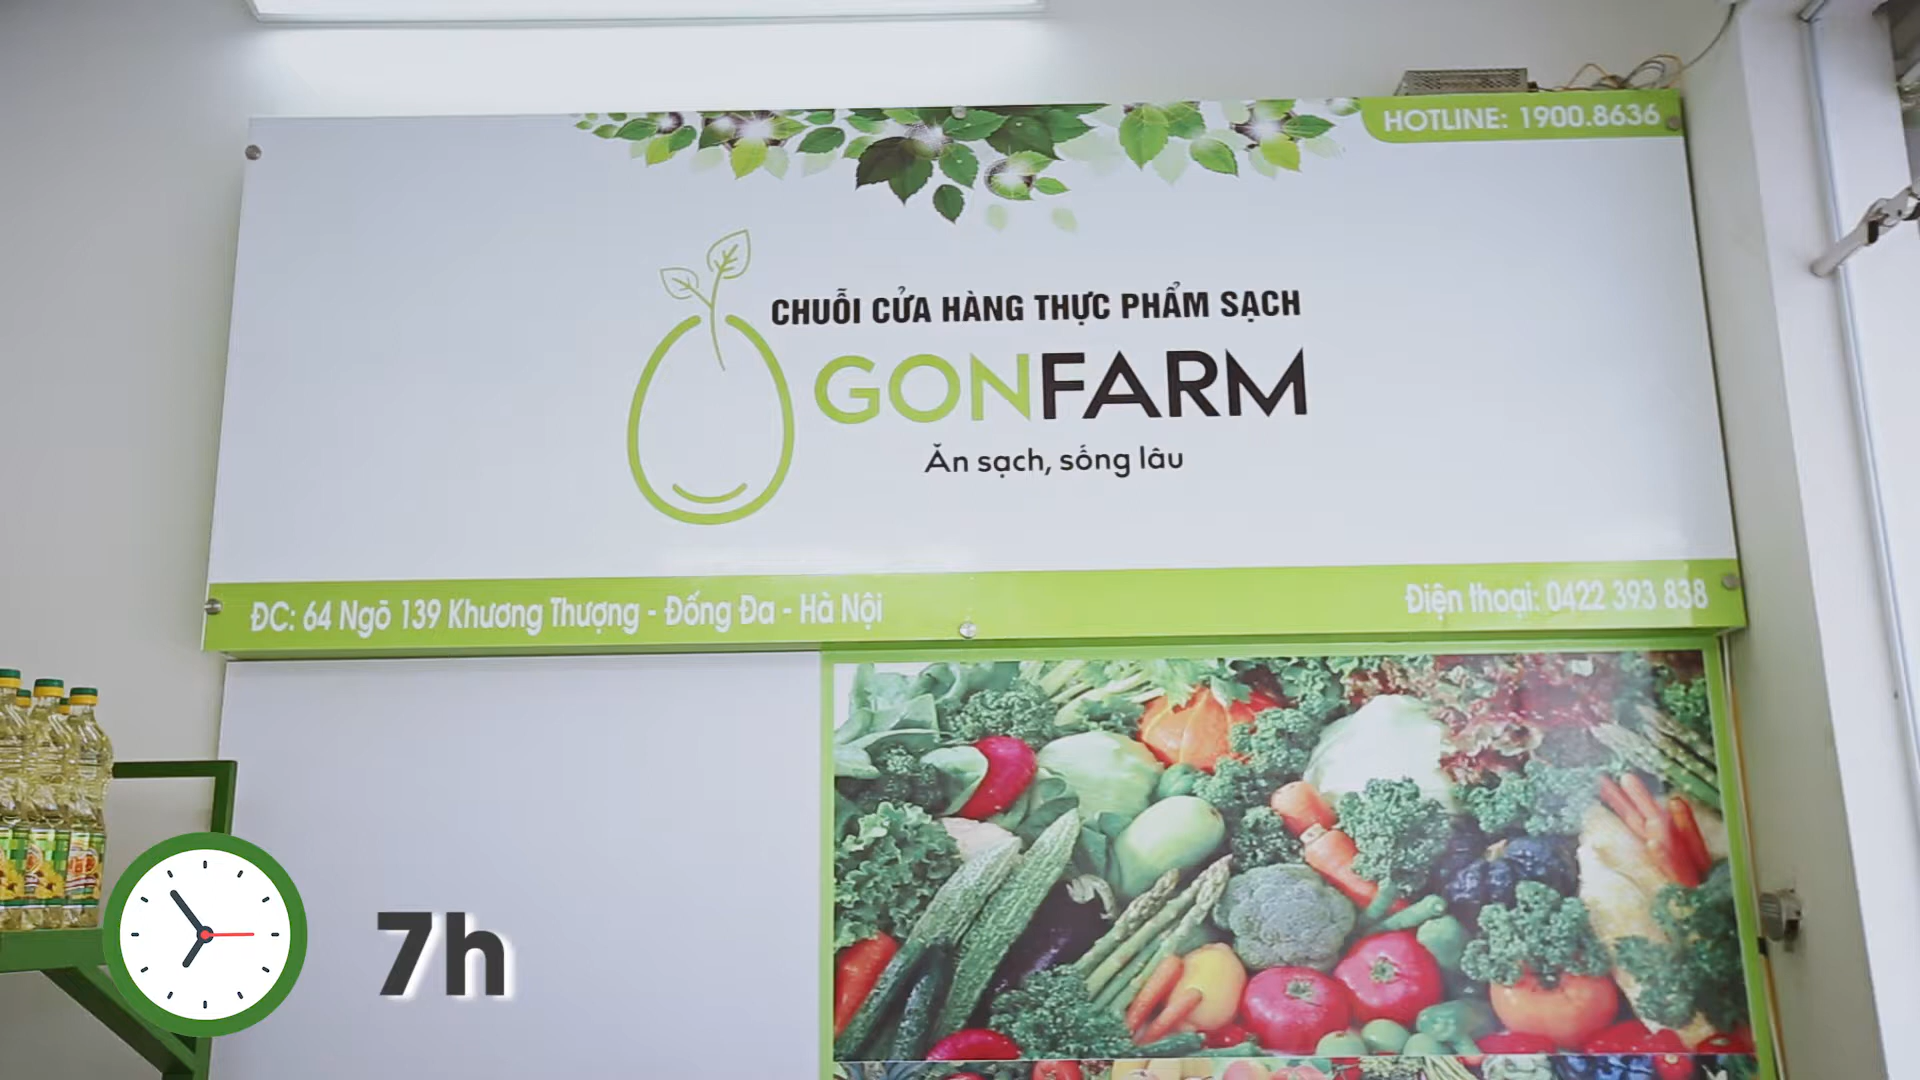 HOTLINE: 1900.8636
CHUỖI CỬA HÀNG THỰC PHẨM SẠCH
GONFARM
Ăn sạch, sống lâu
ĐC: 64 Ngõ 139 Khương Thượng - Đống Đa - Hà Nội
Điện thoại: 0422 393 838
7h